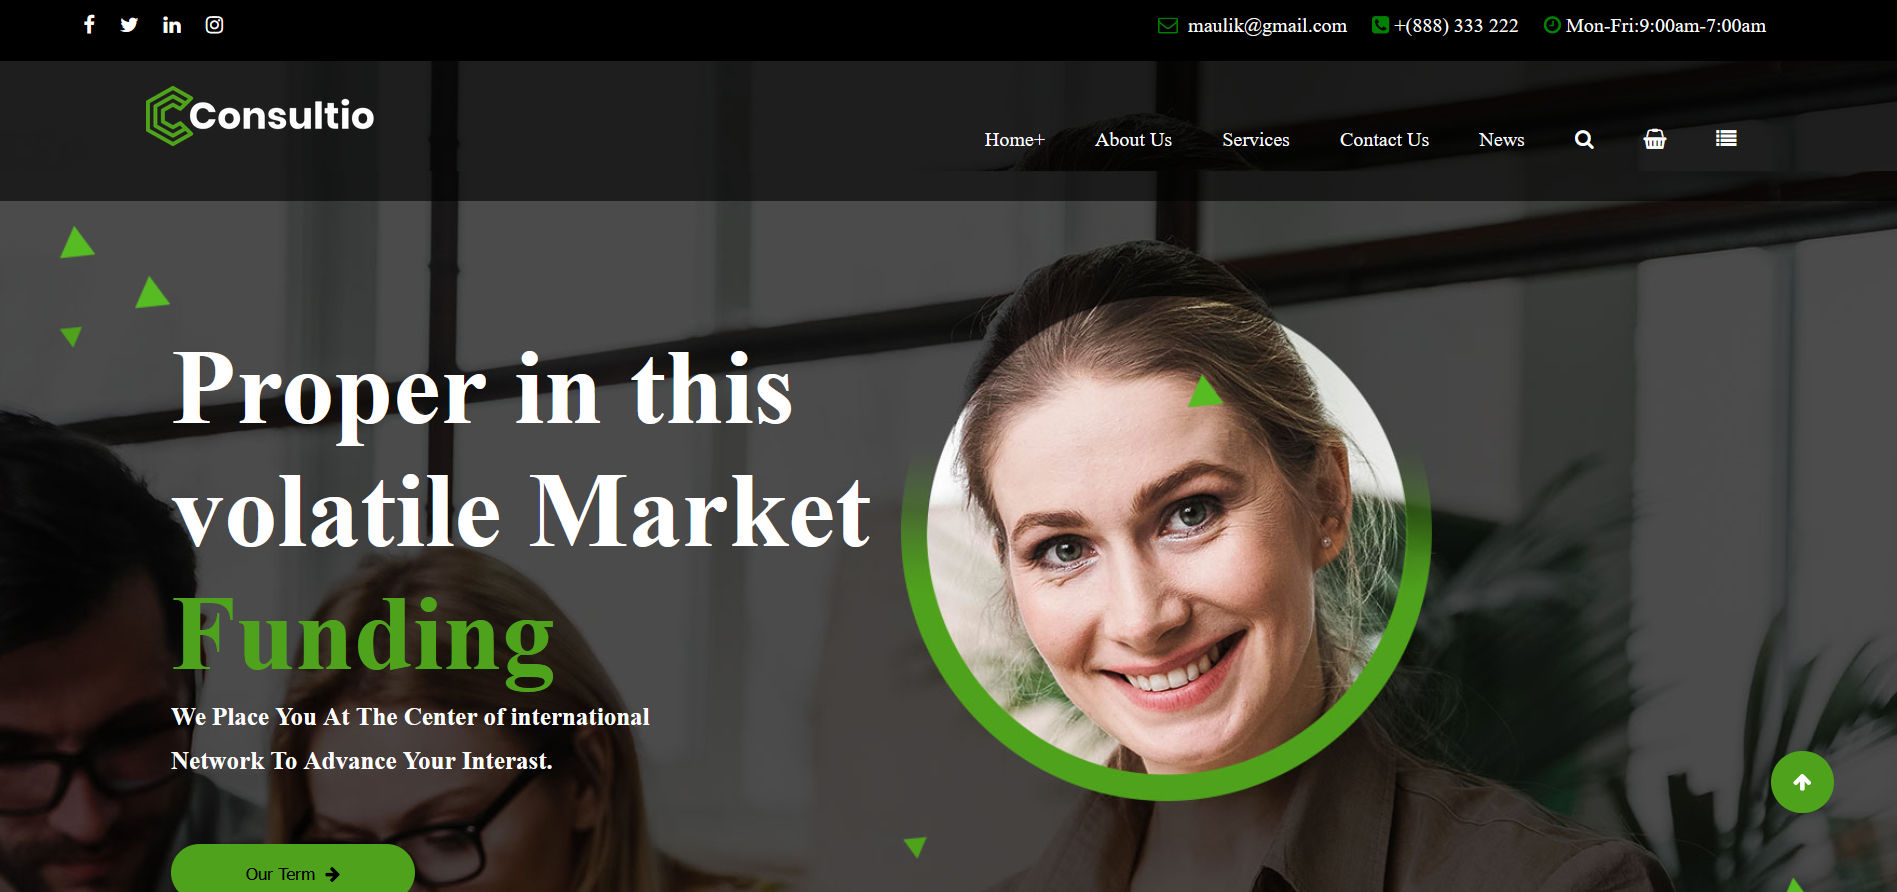 maulik@gmail.com +(888) 333 222 Mon-Fri:9:00am-7:00am
Consultio
Home+ About Us Services Contact Us News
Proper in this
volatile Market
Funding
We Place You At The Center of international
Network To Advance Your Interast.
Our Term